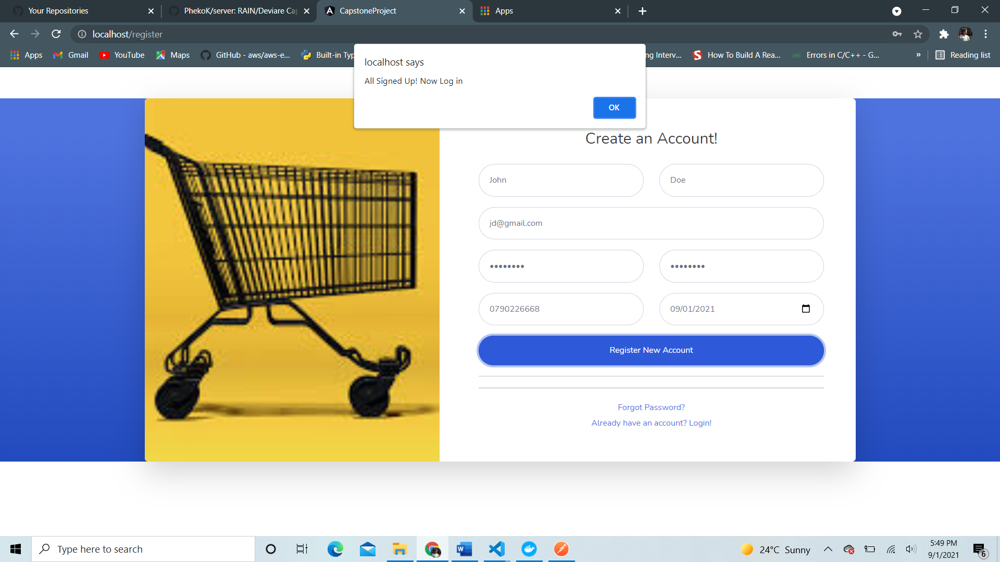 Your Repositories
PhekoK/server: RAIN/Deviare Ca
CapstoneProject
Apps
localhost/register
Apps
Gmail
YouTube
Maps
GitHub - aws/aws-e...
Built-in Typ
ng Interv...
How To Build A Rea...
Errors in C/C++ - G...
»
Reading list
localhost says
All Signed Up! Now Log in
OK
Create an Account!
John
Doe
jd@gmail.com
••••••••
••••••••
0790226668
09/01/2021
Register New Account
Forgot Password?
Already have an account? Login!
Type here to search
24°C Sunny
5:49 PM
9/1/2021
6